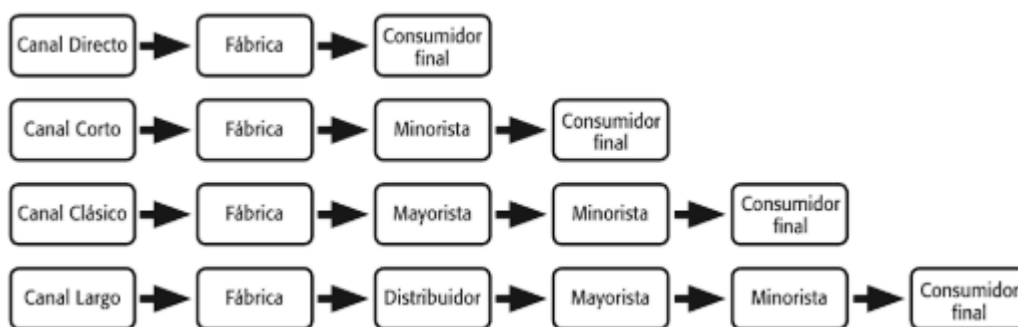 Canal Directo Fábrica Consumidor
final
Canal Corto Fábrica Minorista Consumidor
final
Canal Clásico Fábrica Mayorista Minorista Consumidor
final
Canal Largo Fábrica Distribuidor Mayorista Minorista Consumidor
final